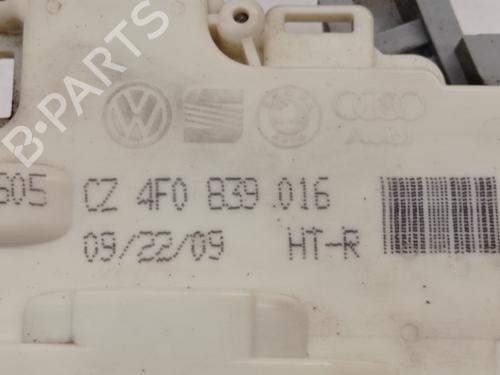 B-PARTS
Audi
605 CZ 4F0 839 016
09/22/09 HT-R